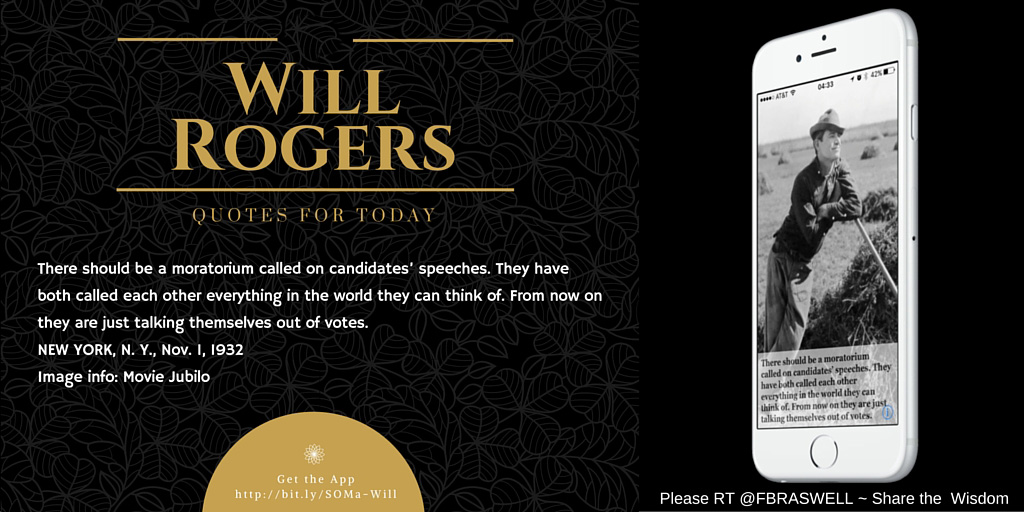 WILL
ROGERS
QUOTES FOR TODAY
There should be a moratorium called on candidates' speeches. They have
both called each other everything in the world they can think of. From now on
they are just talking themselves out of votes.
NEW YORK, N. Y., Nov. 1, 1932
Image info: Movie Jubilo
Get the App
http://bit.ly/SOMa-Will
AT&T
04:33
42%
There should be a moratorium
called on candidates' speeches. They
have both called each other
everything in the world they can
think of. From now on they are just
talking themselves out of votes.
Please RT @FBRASWELL ~ Share the Wisdom